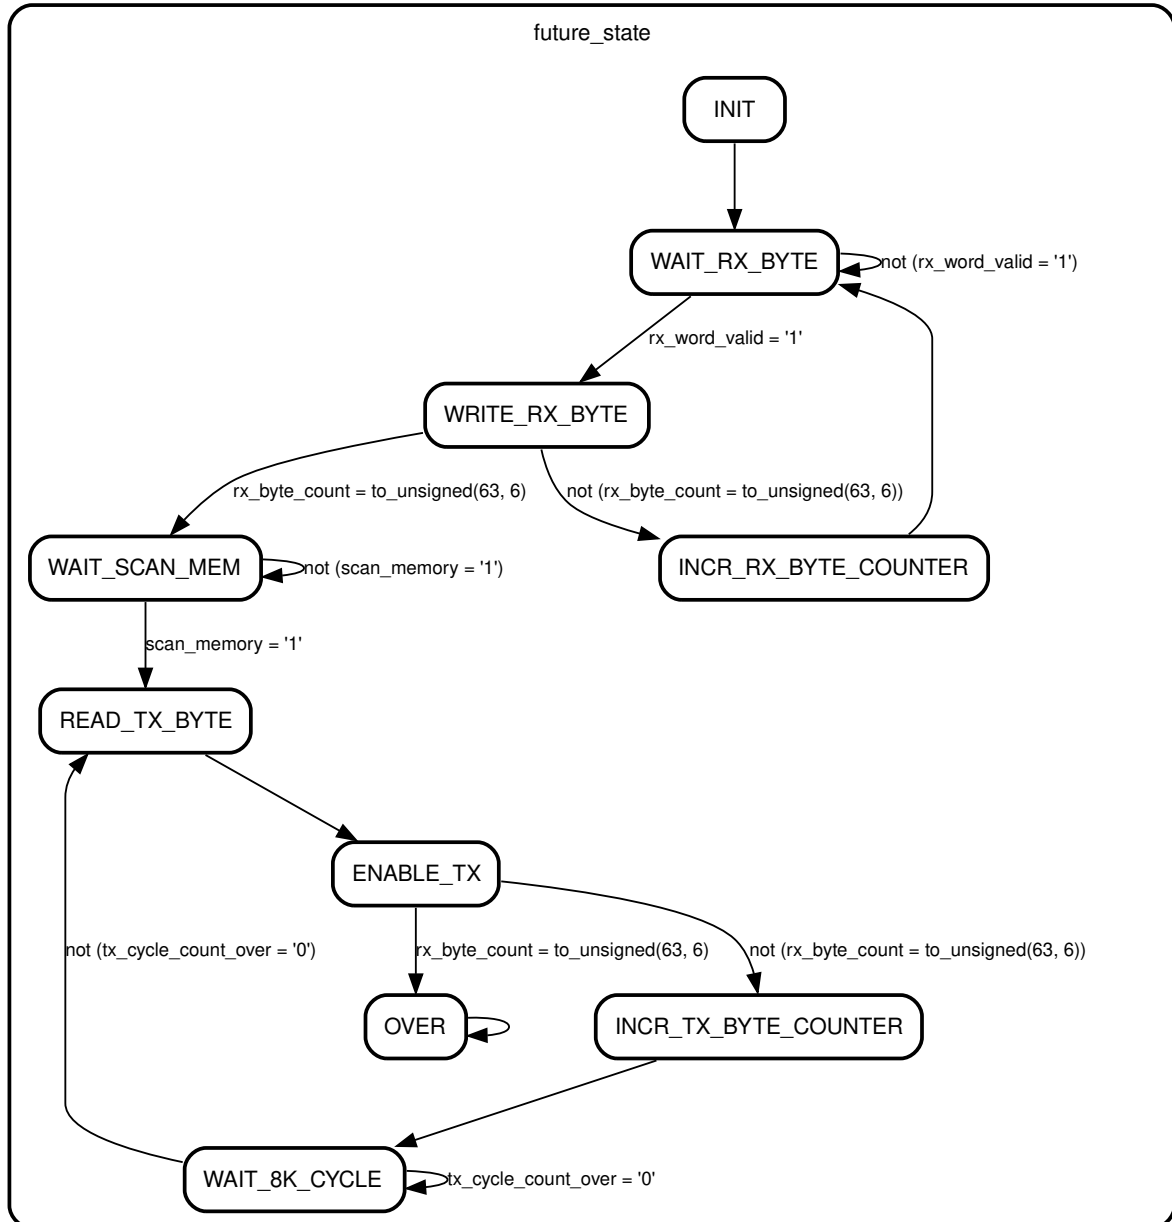 future_state
INIT
WAIT_RX_BYTE
not (rx_word_valid = '1')
rx_word_valid = '1'
WRITE_RX_BYTE
rx_byte_count = to_unsigned(63, 6)
not (rx_byte_count = to_unsigned(63, 6))
WAIT_SCAN_MEM
not (scan_memory = '1')
INCR_RX_BYTE_COUNTER
scan_memory = '1'
READ_TX_BYTE
ENABLE_TX
not (tx_cycle_count_over = '0')
rx_byte_count = to_unsigned(63, 6)
not (rx_byte_count = to_unsigned(63, 6))
OVER
INCR_TX_BYTE_COUNTER
WAIT_8K_CYCLE
tx_cycle_count_over = '0'